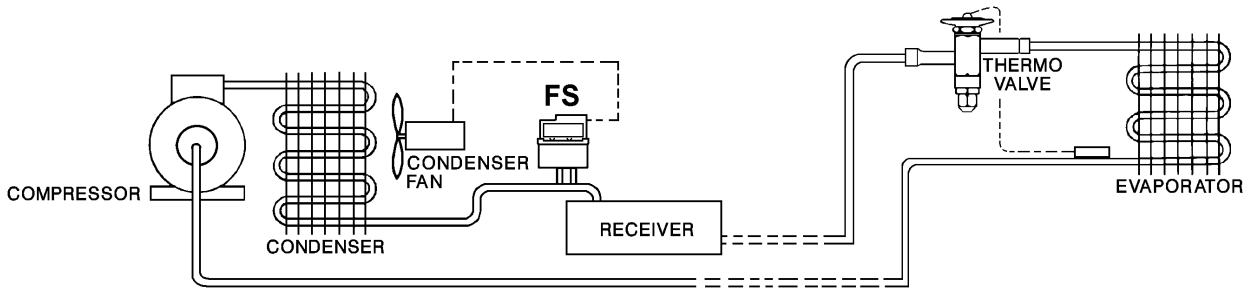 FS
THERMO
VALVE
CONDENSER
FAN
COMPRESSOR
EVAPORATOR
RECEIVER
CONDENSER